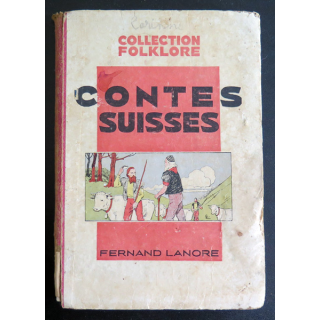 COLLECTION
FOLKLORE
CONTES
SUISSES
FERNAND LANORE